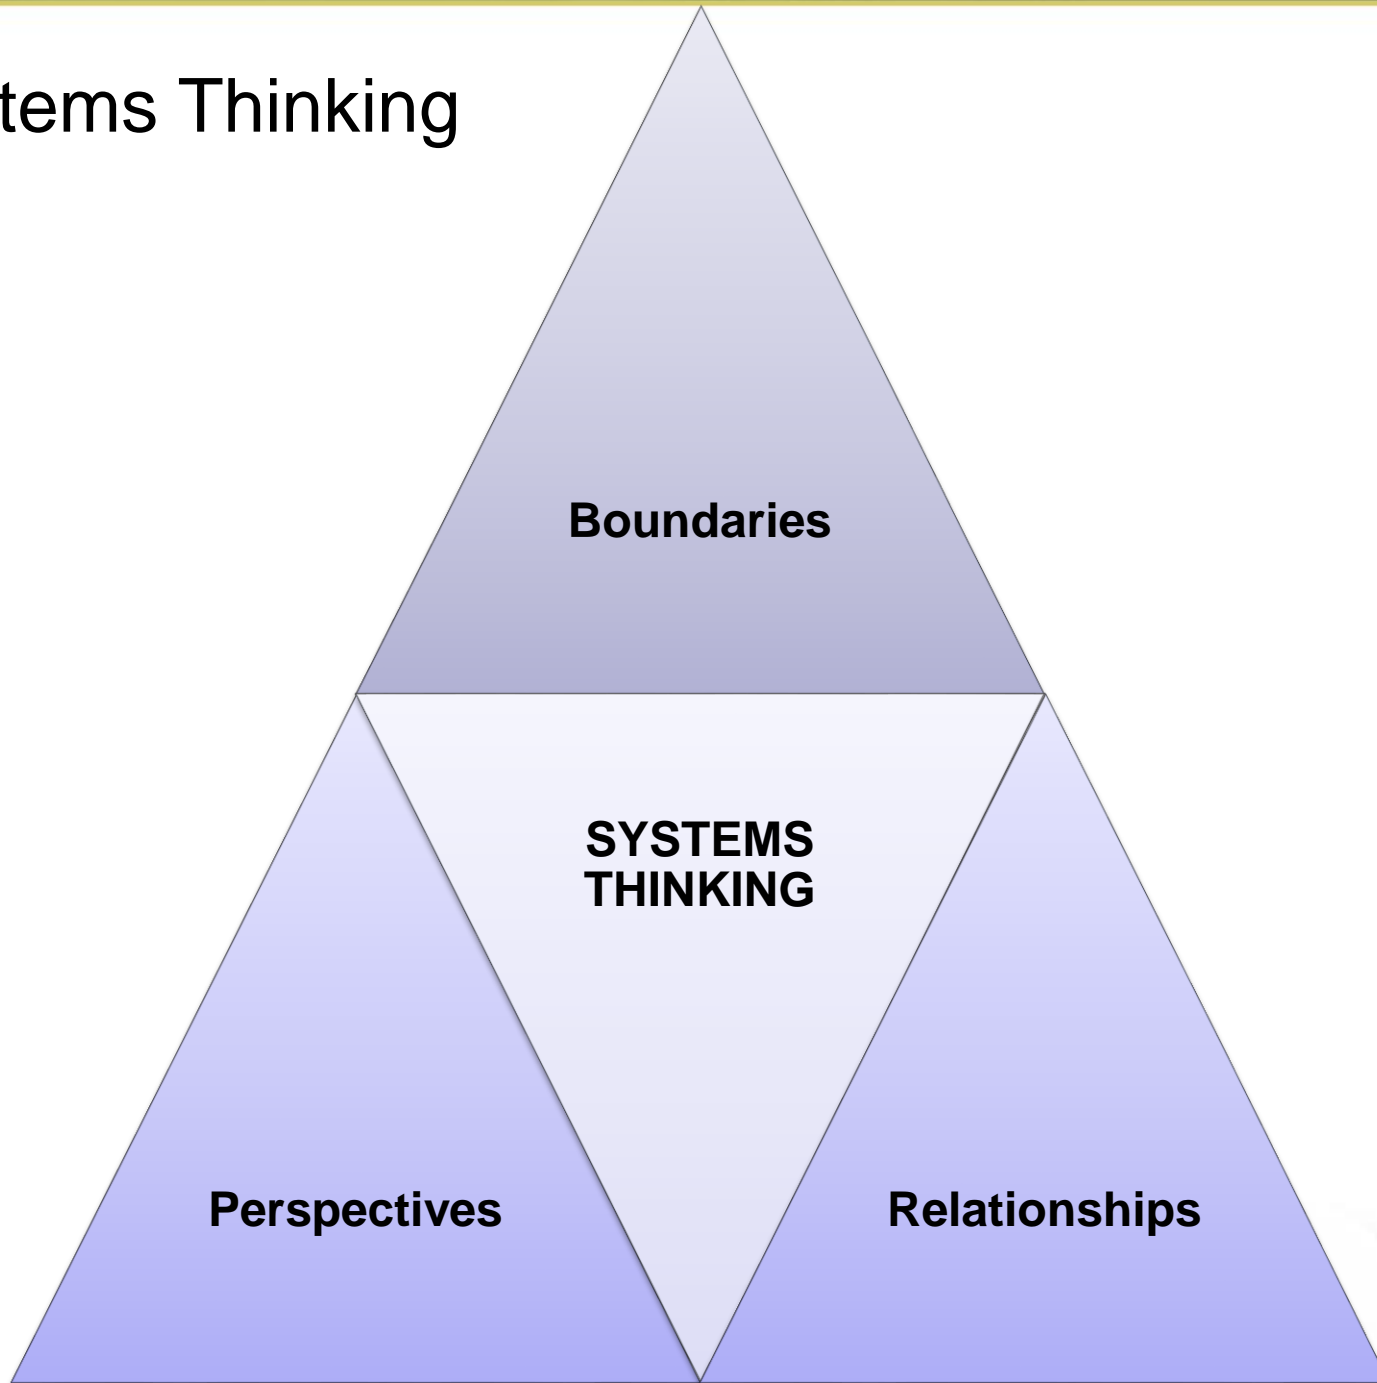 tems Thinking
Boundaries
SYSTEMS
THINKING
Perspectives
Relationships